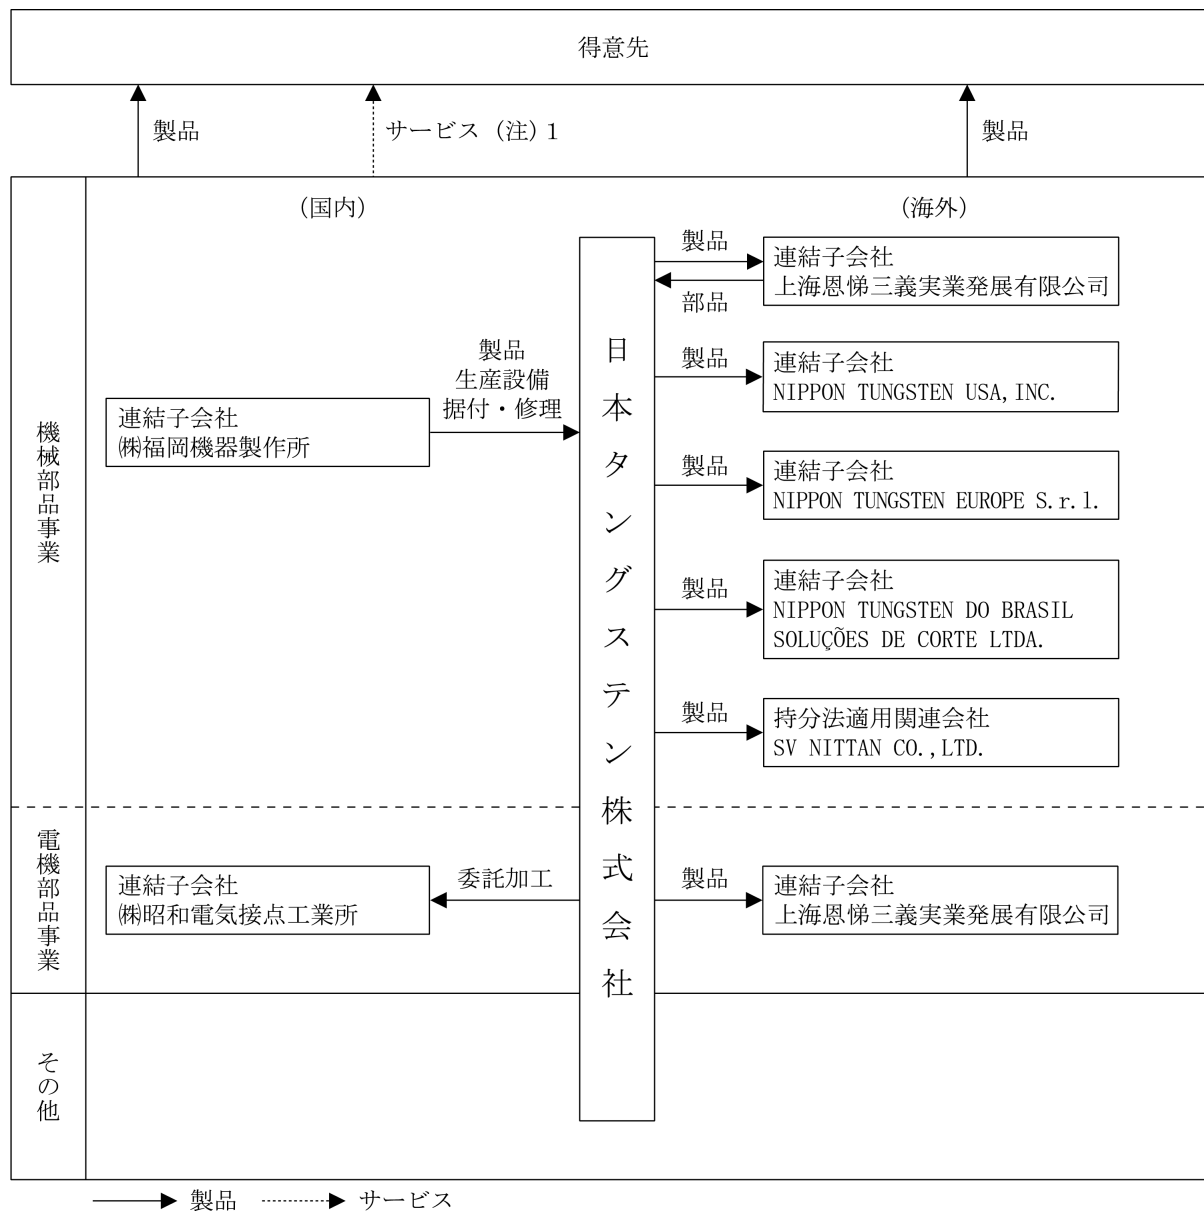 得意先
製品
サービス（注）1
製品
（国内）
（海外）
機械部品事業
日本タングステン株式会社
製品
連結子会社
上海恩悌三義実業発展有限公司
部品
製品
生産設備
据付・修理
連結子会社
㈱福岡機器製作所
製品
連結子会社
NIPPON TUNGSTEN USA,INC.
製品
連結子会社
NIPPON TUNGSTEN EUROPE S.r.l.
製品
連結子会社
NIPPON TUNGSTEN DO BRASIL
SOLUÇÕES DE CORTE LTDA.
製品
持分法適用関連会社
SV NITTAN CO.,LTD.
電機部品事業
連結子会社
㈱昭和電気接点工業所
委託加工
製品
連結子会社
上海恩悌三義実業発展有限公司
その他
製品
サービス